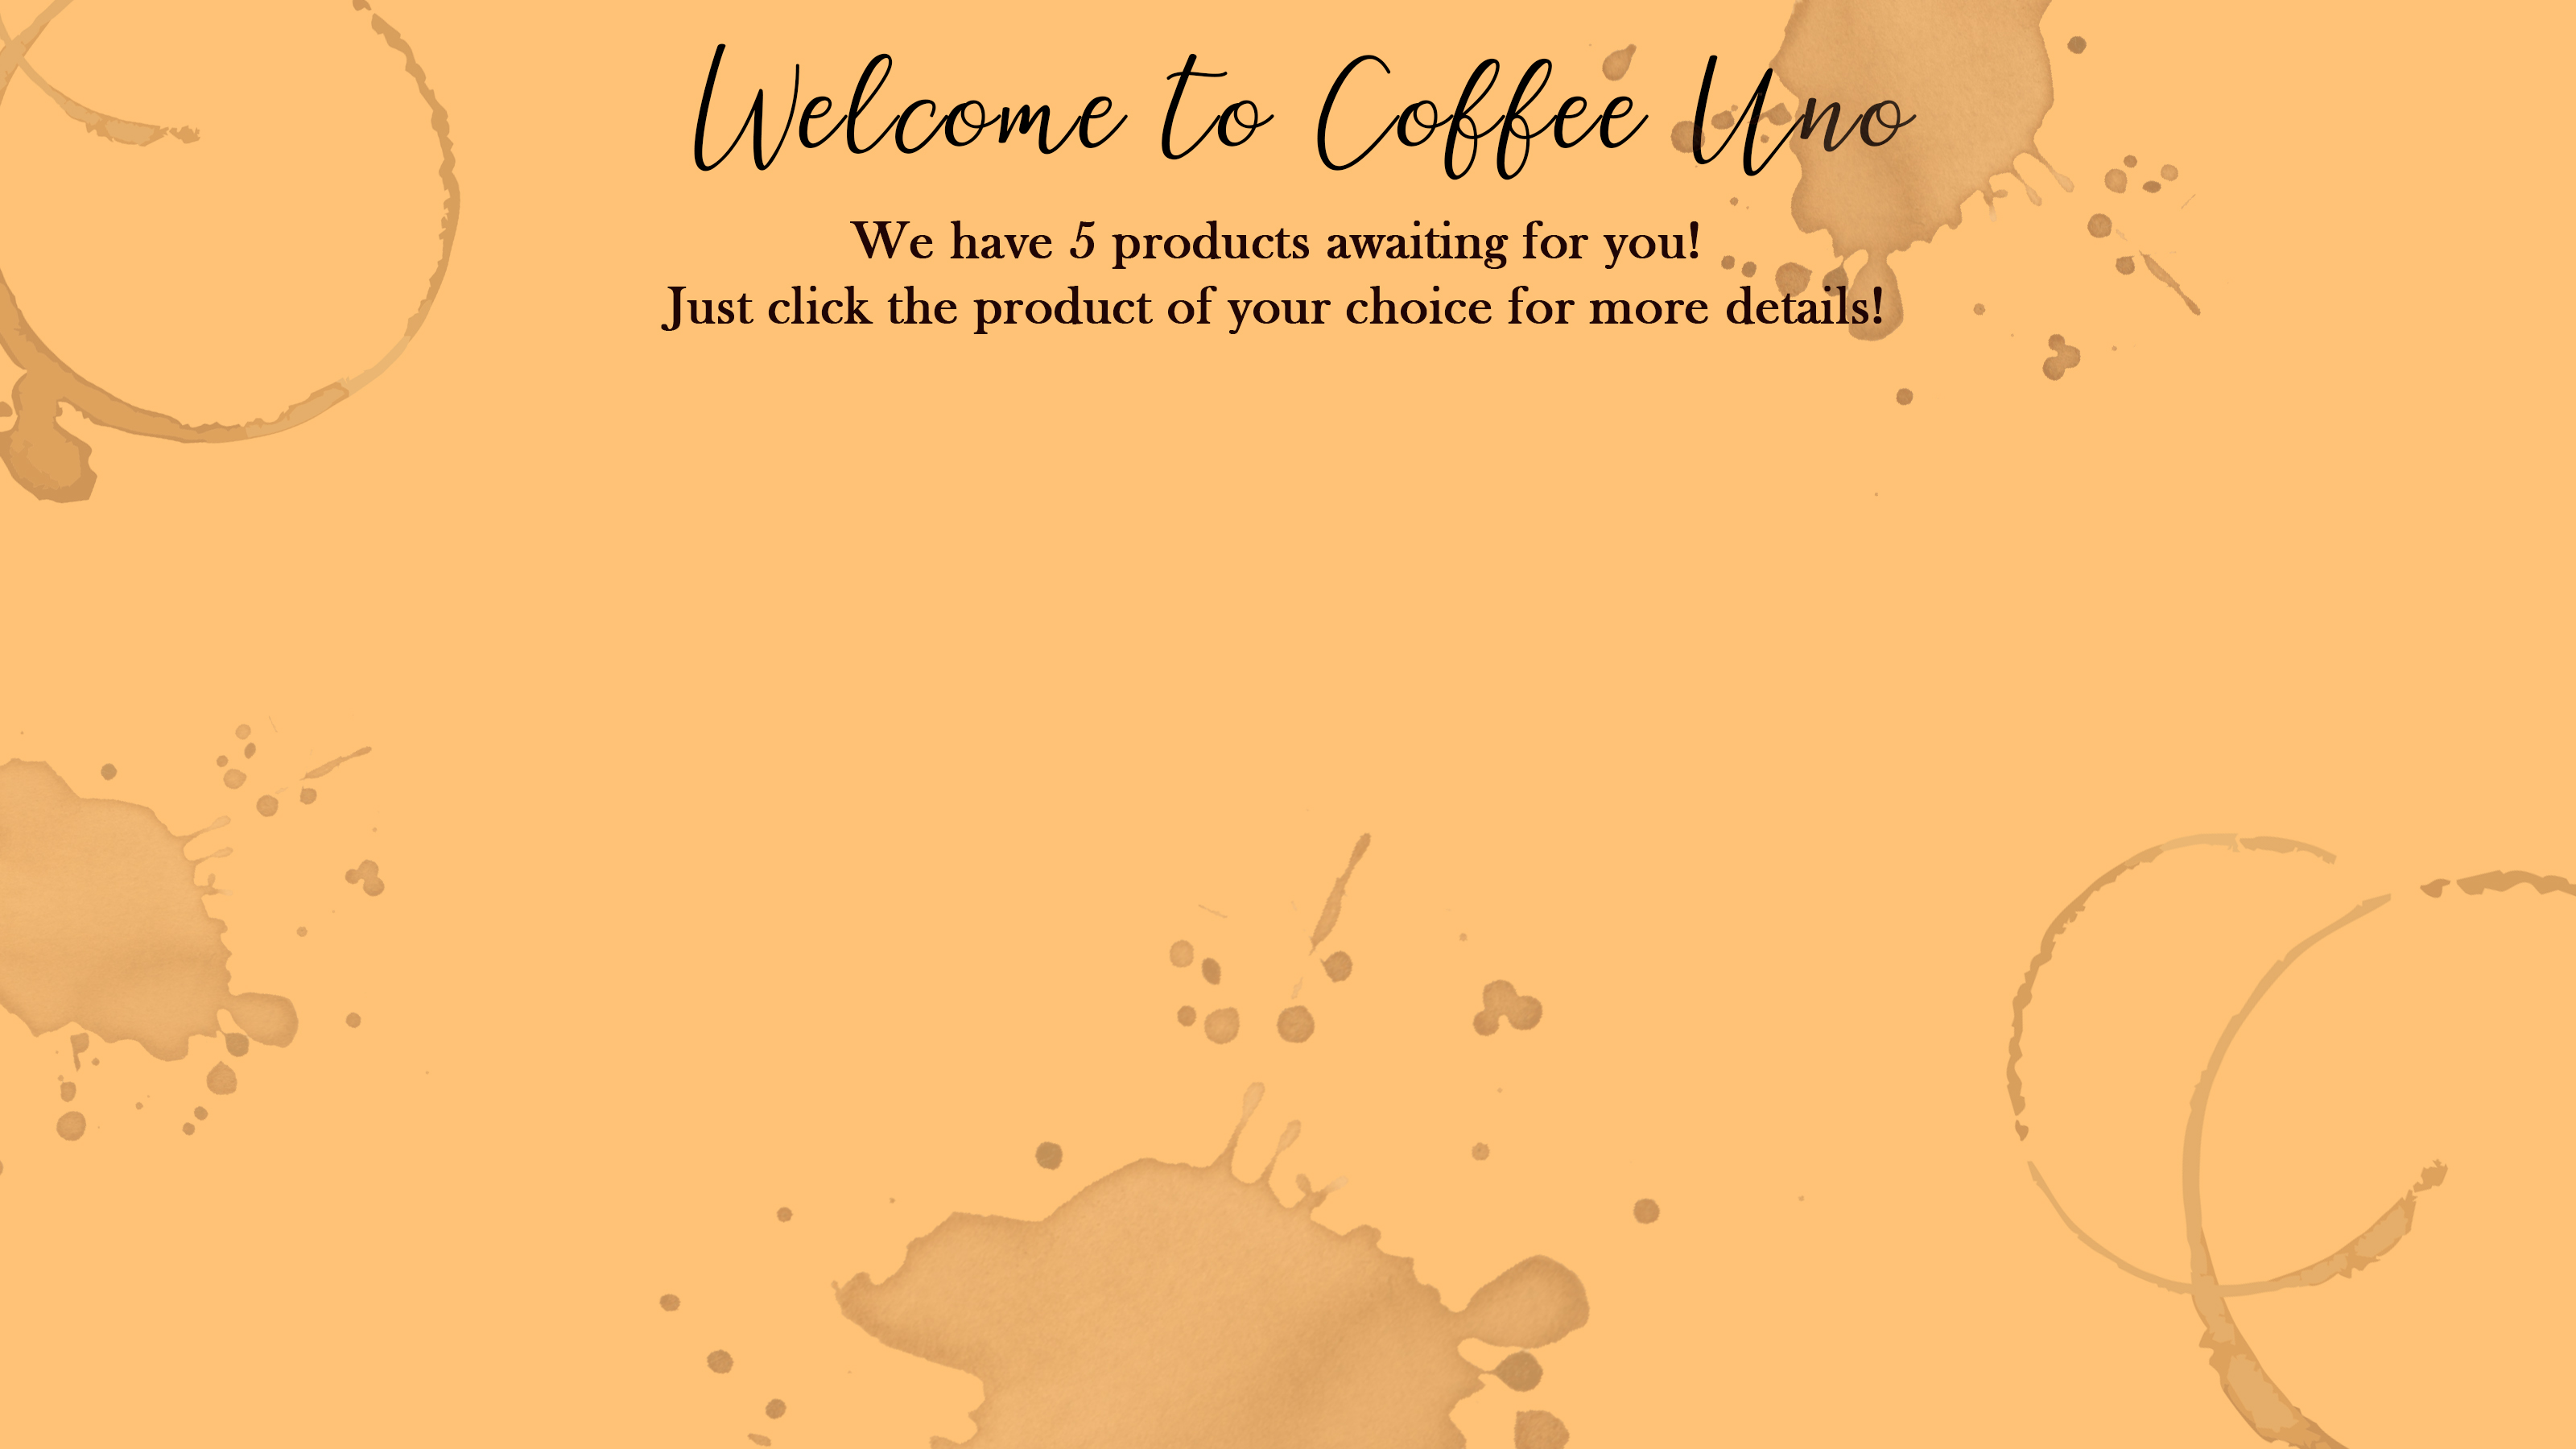 Welcome to Coffee Uno
We have 5 products awaiting for you!
Just click the product of your choice for more details!